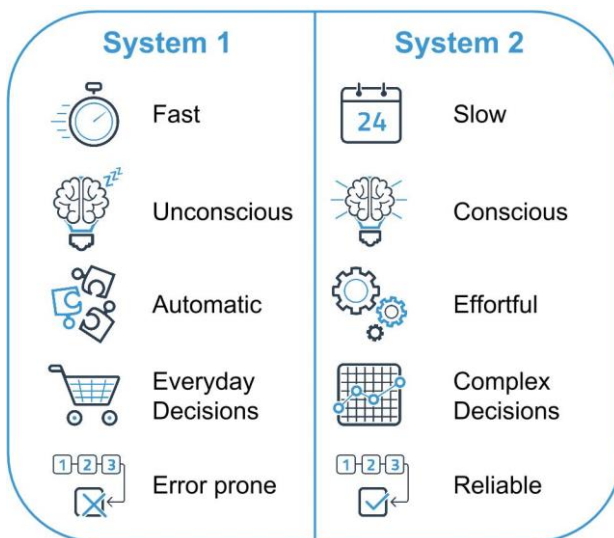 System 1
Fast
Unconscious
zzz
Automatic
Everyday
Decisions
1 2 3
Error prone
System 2
24
Slow
Conscious
Effortful
Complex
Decisions
1 2 3
Reliable